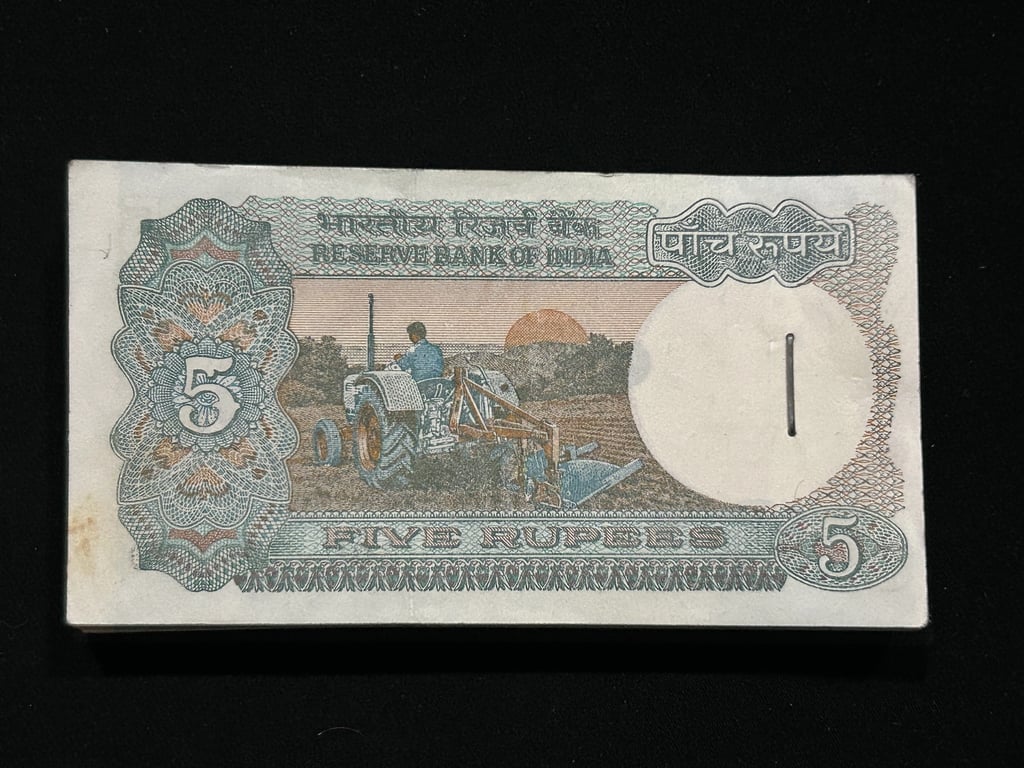 भारतीय रिज़र्व बैंक
RESERVE BANK OF INDIA
पाँच रुपये
5
FIVE RUPEES
5